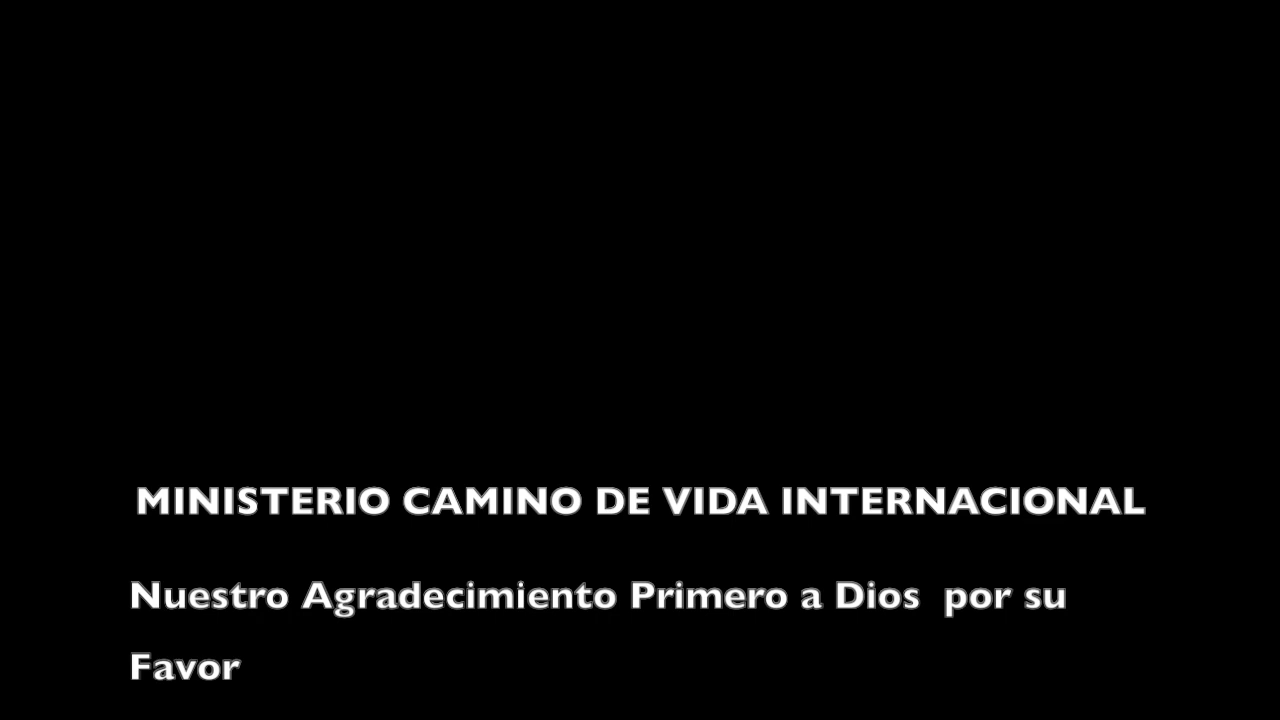 MINISTERIO CAMINO DE VIDA INTERNACIONAL
Nuestro Agradecimiento Primero a Dios  por su
Favor